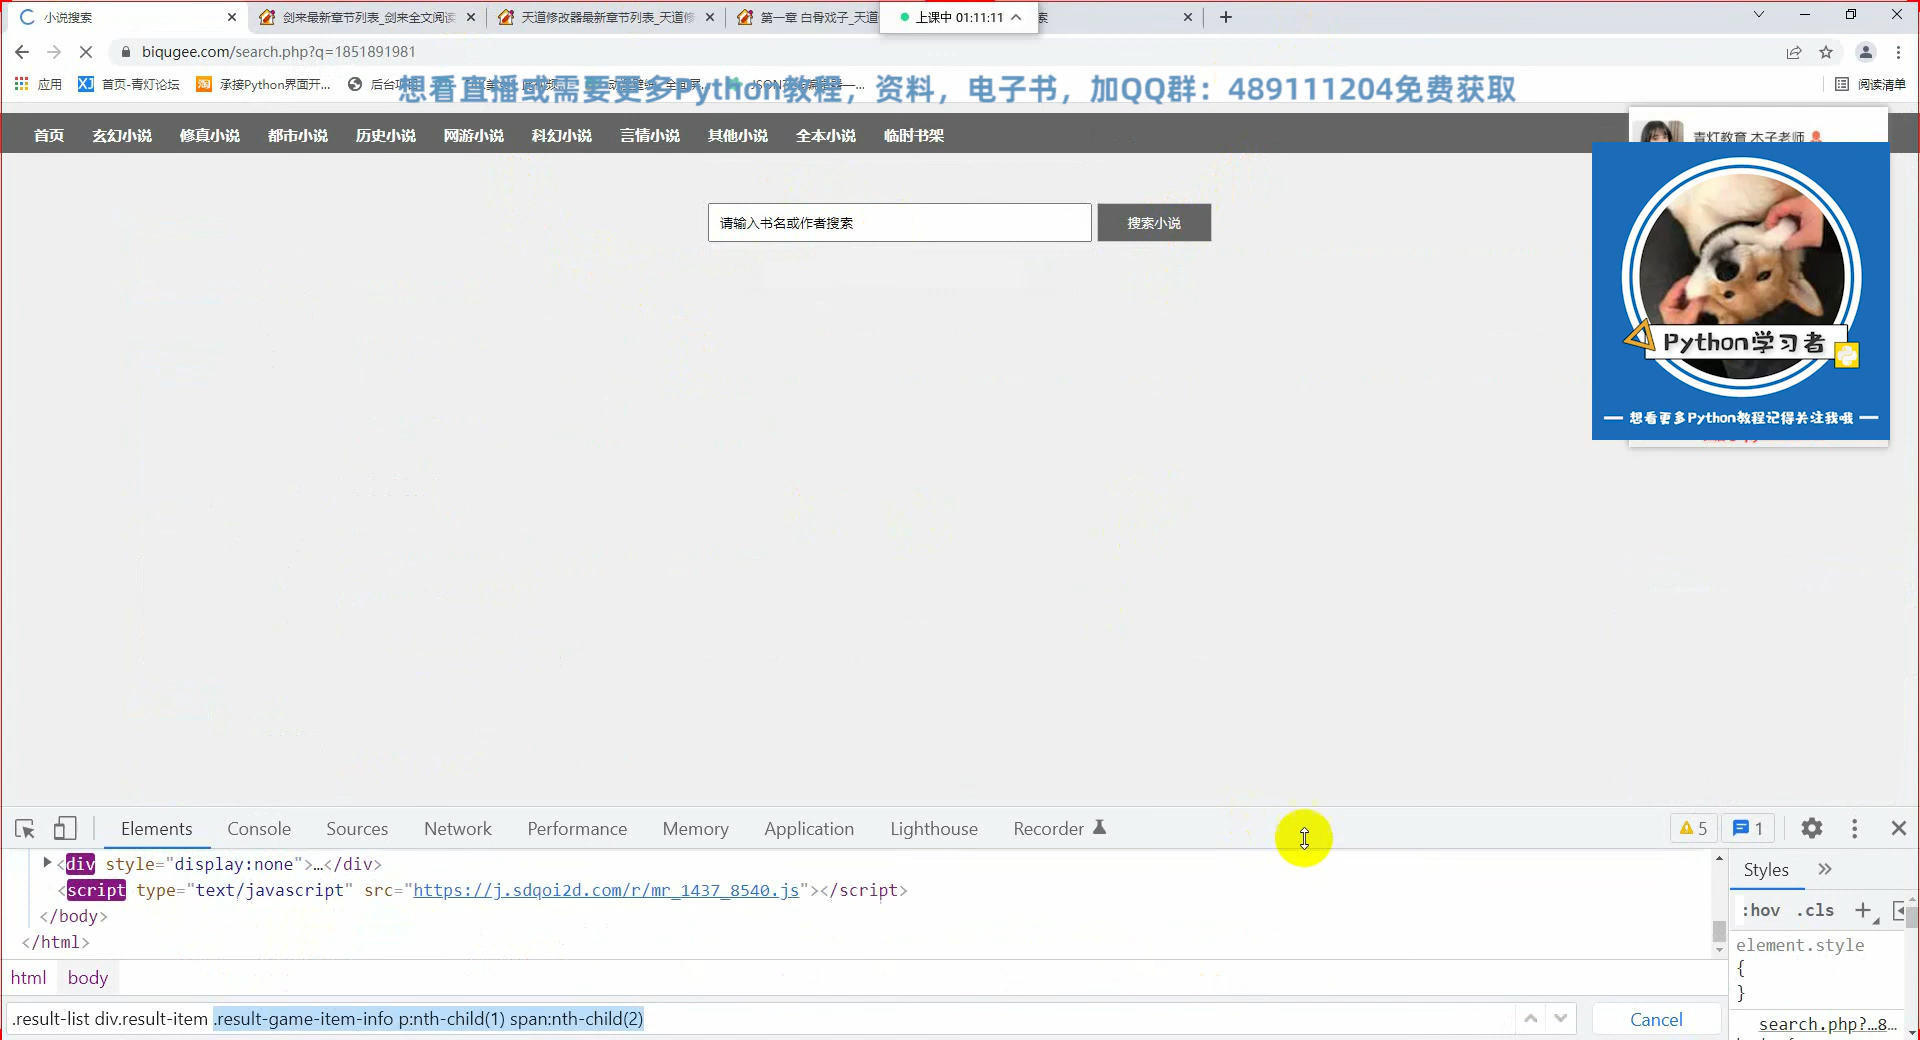 小说搜索
剑来最新章节列表_剑来全文阅读
天道修改器最新章节列表_天道修
第一章 白骨戏子_天道
上课中 01:11:11
索
biqugee.com/search.php?q=1851891981
应用
首页-青灯论坛
承接Python界面开...
后台
阅读清单
想看直播或需要更多Python教程，资料，电子书，加QQ群：489111204免费获取
首页 玄幻小说 修真小说 都市小说 历史小说 网游小说 科幻小说 言情小说 其他小说 全本小说 临时书架
青灯教育 木子老师
请输入书名或作者搜索
搜索小说
Python学习者
想看更多Python教程记得关注我哦
Elements Console Sources Network Performance Memory Application Lighthouse Recorder
5
1
<div style="display:none">…</div>
<script type="text/javascript" src="https://j.sdqoi2d.com/r/mr_1437_8540.js"></script>
</body>
</html>
html body
.result-list div.result-item .result-game-item-info p:nth-child(1) span:nth-child(2)
Cancel
Styles
:hov .cls
element.style
{
}
search.php?…8…